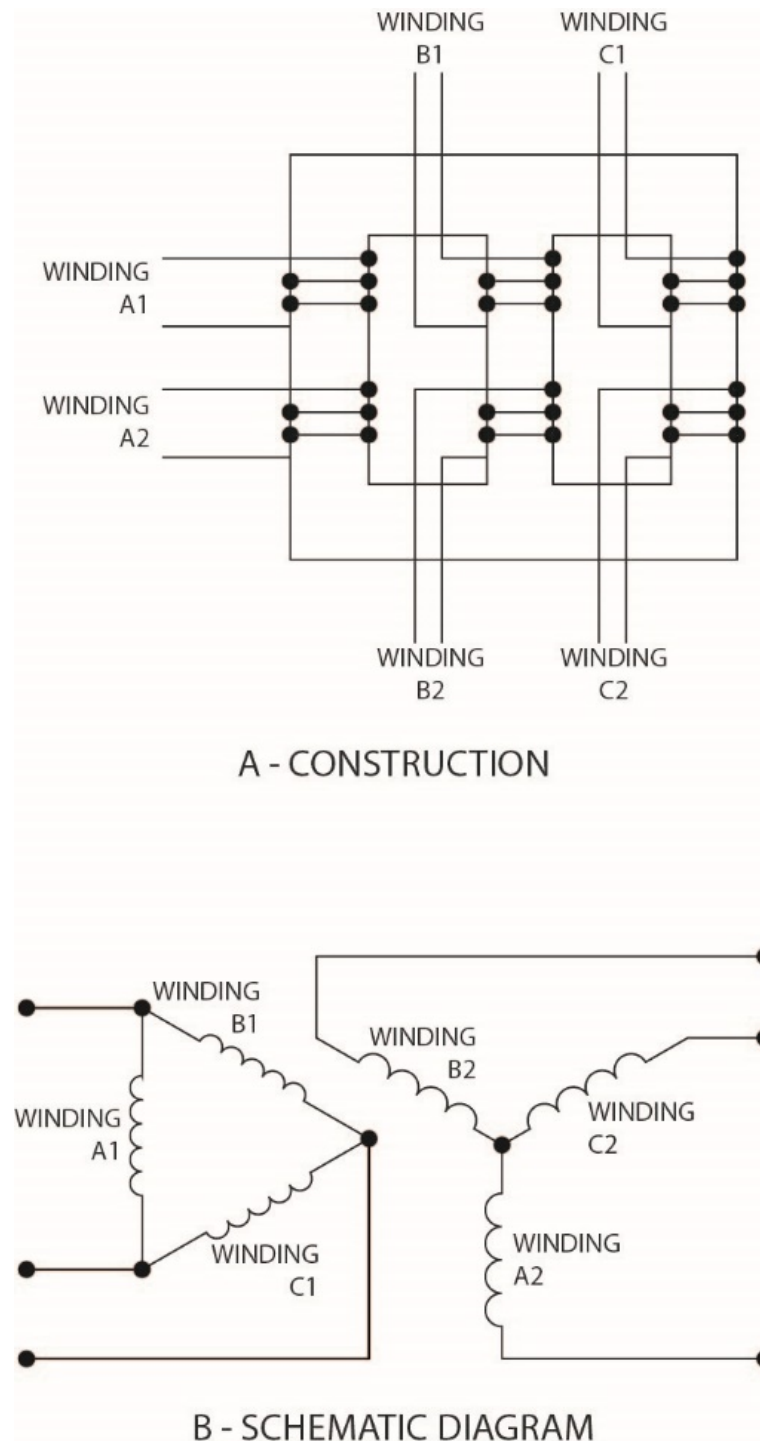 WINDING
B1
WINDING
C1
WINDING
A1
WINDING
A2
WINDING
B2
WINDING
C2
A - CONSTRUCTION
WINDING
B1
WINDING
B2
WINDING
A1
WINDING
C2
WINDING
C1
WINDING
A2
B - SCHEMATIC DIAGRAM